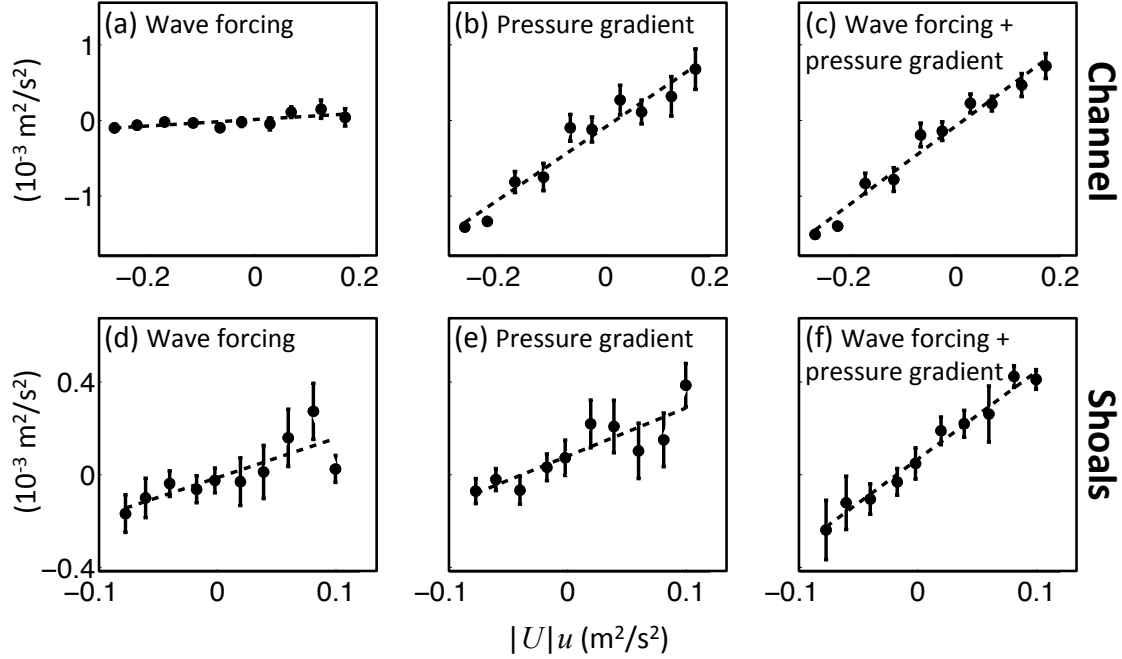 (a) Wave forcing
(b) Pressure gradient
(c) Wave forcing +
pressure gradient
Channel
(10⁻³ m²/s²)
1
0
−1
−0.2
0
0.2
−0.2
0
0.2
−0.2
0
0.2
(d) Wave forcing
(e) Pressure gradient
(f) Wave forcing +
pressure gradient
Shoals
(10⁻³ m²/s²)
0.4
0
−0.4
−0.1
0
0.1
−0.1
0
0.1
−0.1
0
0.1
|U|u (m²/s²)